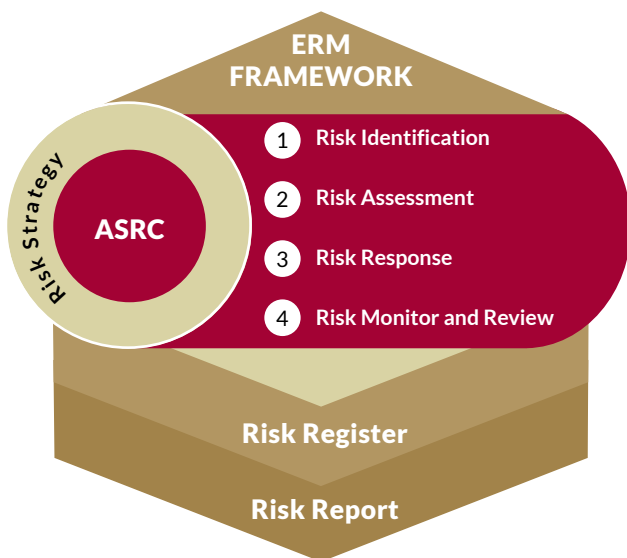 ERM
FRAMEWORK
Risk Strategy
ASRC
1 Risk Identification
2 Risk Assessment
3 Risk Response
4 Risk Monitor and Review
Risk Register
Risk Report